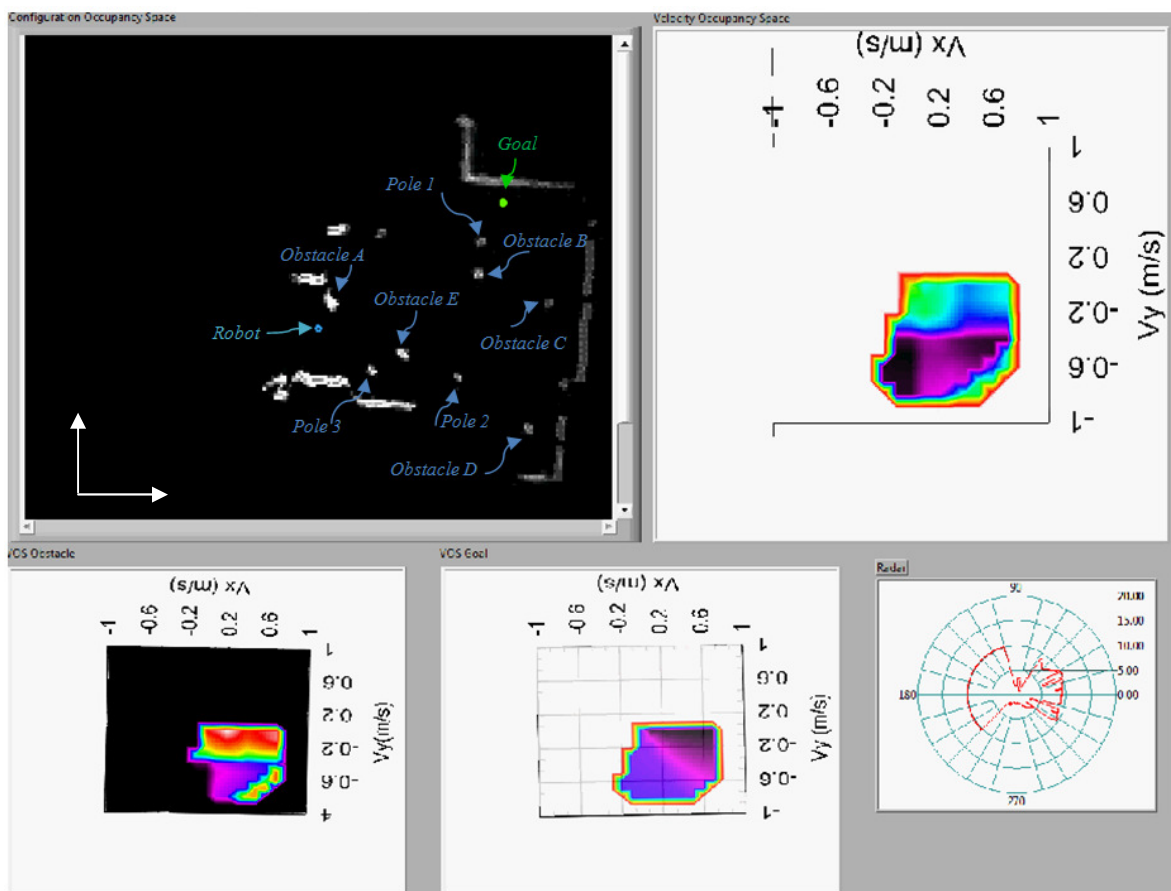 Configuration Occupancy Space
Goal
Pole 1
Obstacle B
Obstacle A
Obstacle E
Robot
Obstacle C
Pole 3
Pole 2
Obstacle D
Velocity Occupancy Space
Vx (m/s)
-1 -0.6 -0.2 0.2 0.6 1
1
0.6
0.2
-0.2
-0.6
-1
Vy (m/s)
VOS Obstacle
Vx (m/s)
-1 -0.6 -0.2 0.2 0.6 1
1
0.6
0.2
-0.2
-0.6
Vy(m/s)
VOS Goal
Vx (m/s)
-1 -0.6 -0.2 0.2 0.6 1
1
0.6
0.2
-0.2
-0.6
-1
Vy (m/s)
Radar
90
20.00
15.00
10.00
5.00
180
0.00
270